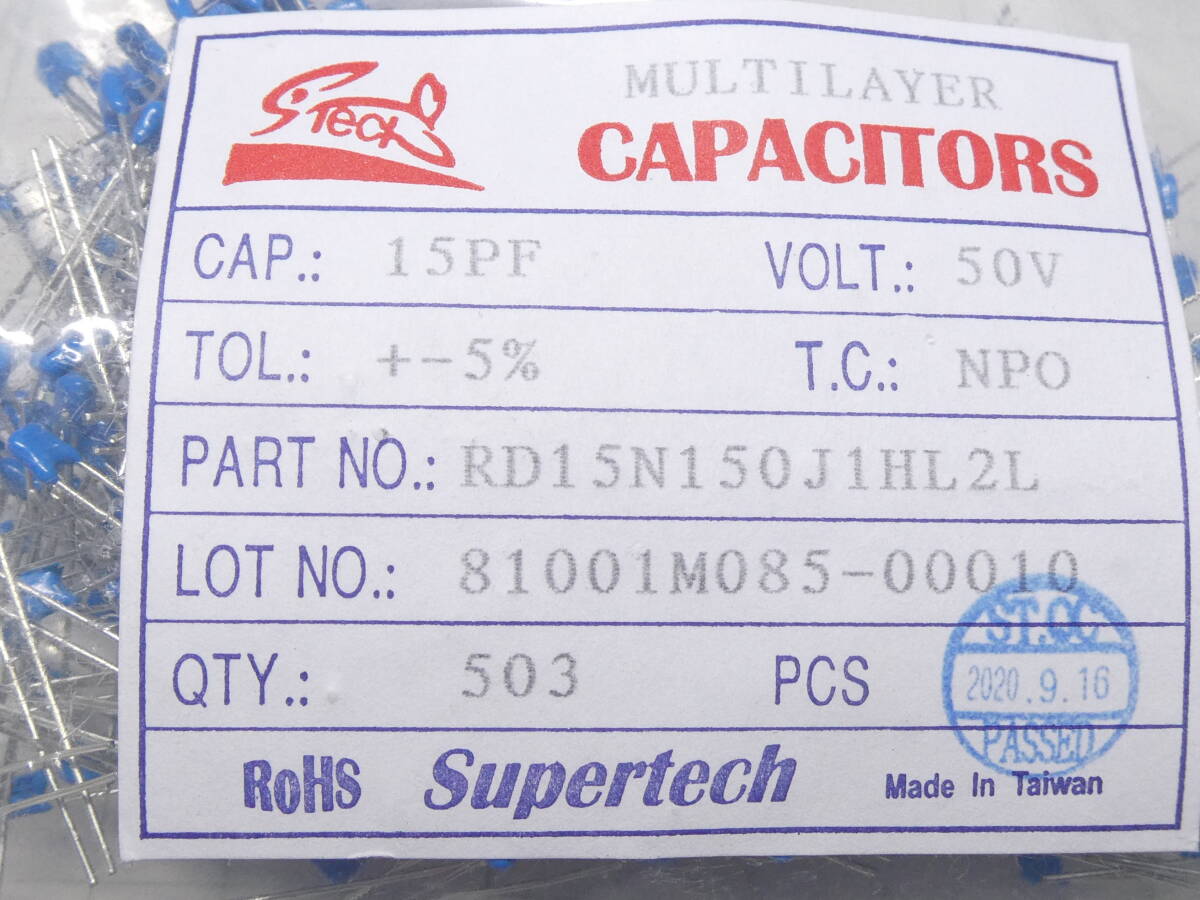 STech
MULTILAYER
CAPACITORS
CAP.: 15PF VOLT.: 50V
TOL.: +-5% T.C.: NPO
PART NO.: RD15N150J1HL2L
LOT NO.: 81001M085-00010
QTY.: 503 PCS
ST.QC
2020.9.16
PASSED
RoHS Supertech Made In Taiwan